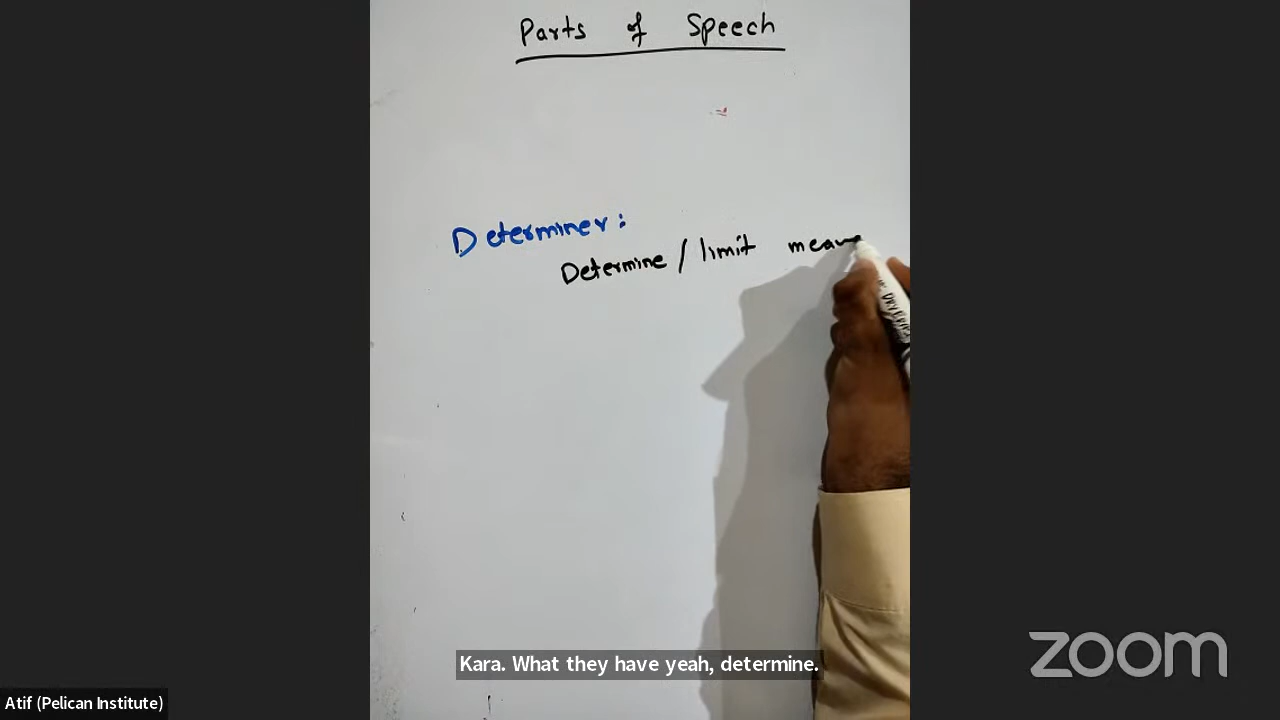 Parts of Speech
Determiner:
Determine / limit
Kara. What they have yeah, determine.
zoom
Atif (Pelican Institute)